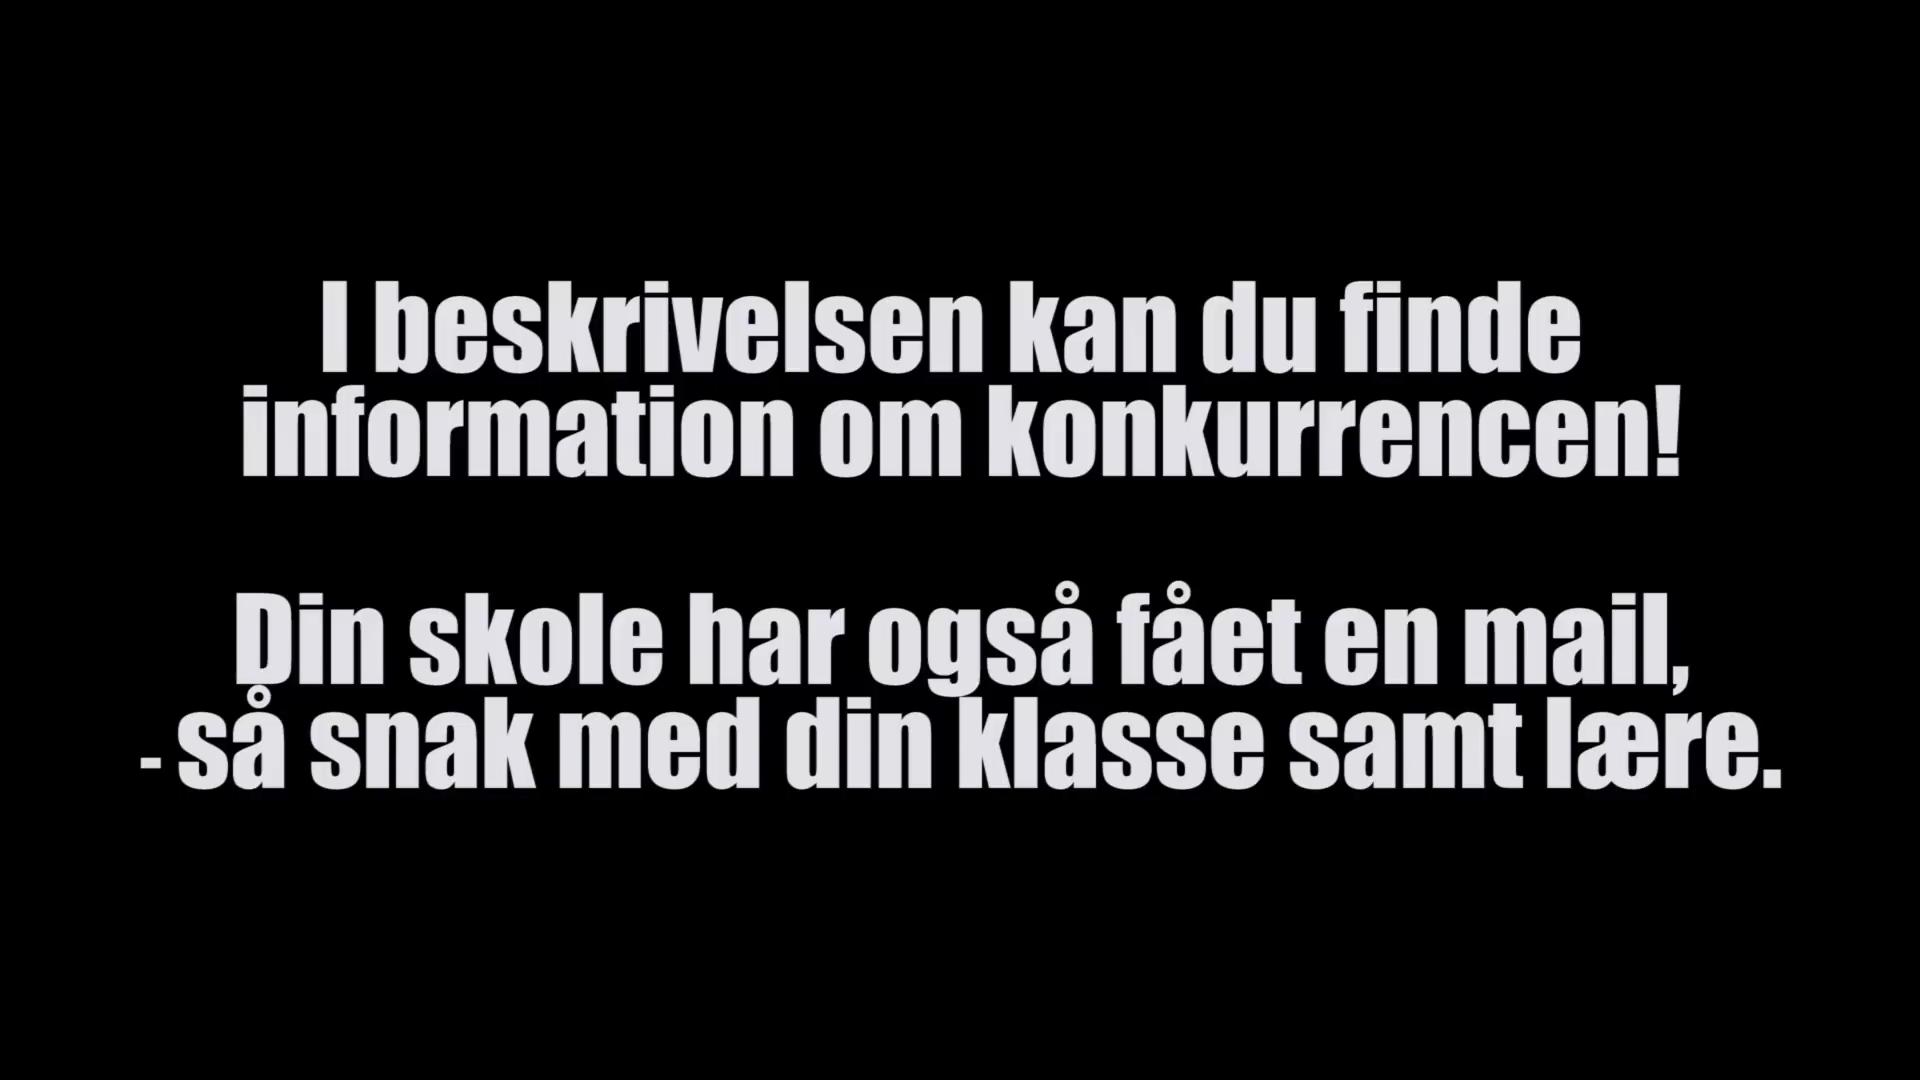 I beskrivelsen kan du finde
information om konkurrencen!
Din skole har også fået en mail,
- så snak med din klasse samt lære.